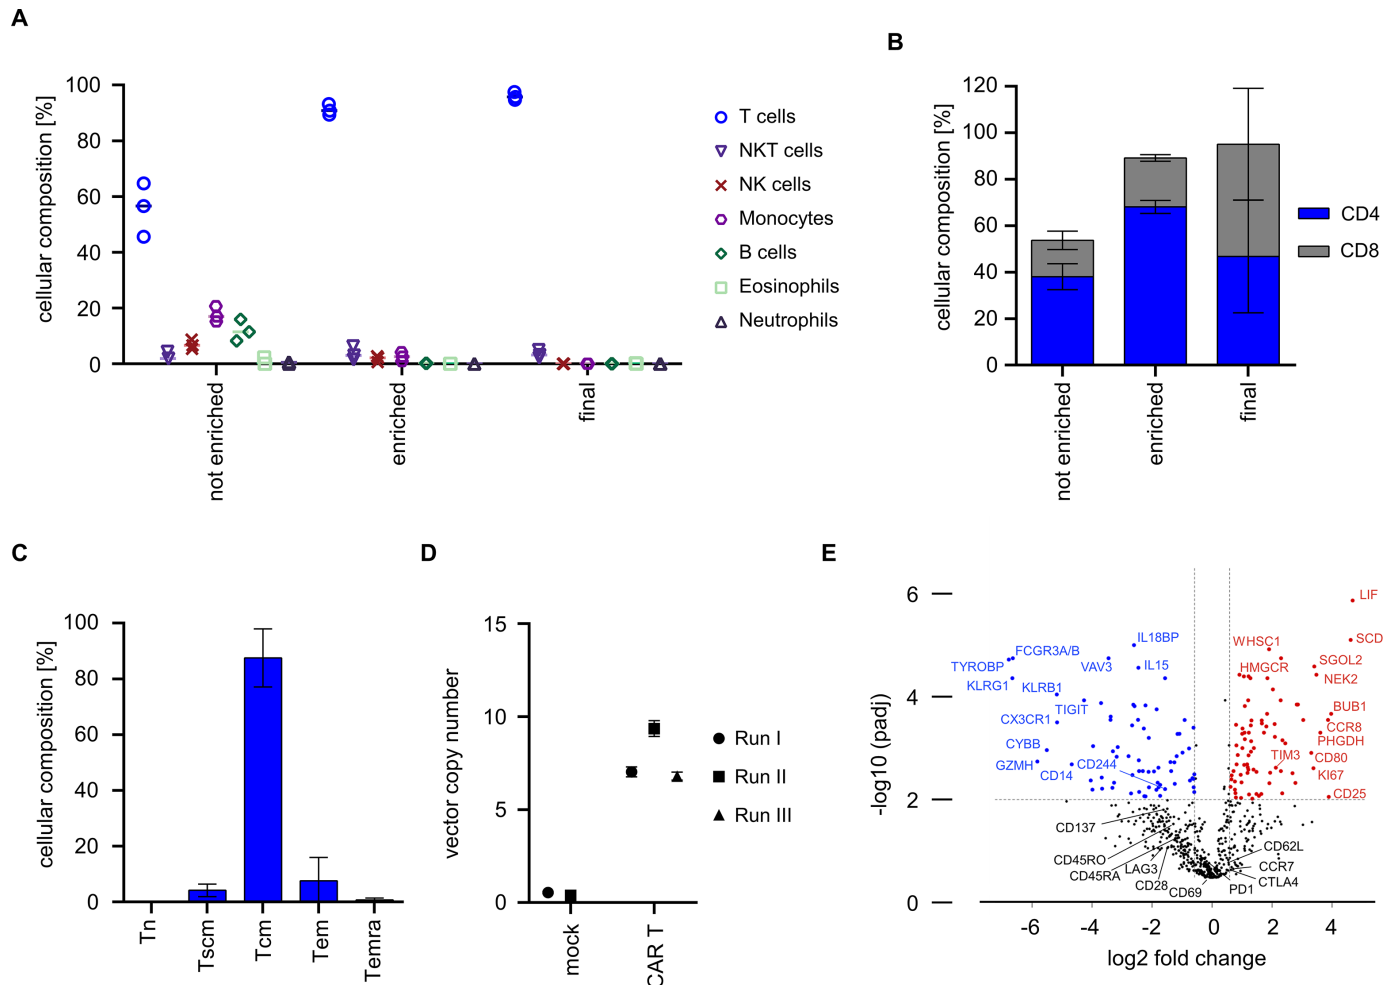 A
cellular composition [%]
100
80
60
40
20
0
not enriched
enriched
final
T cells
NKT cells
NK cells
Monocytes
B cells
Eosinophils
Neutrophils
B
cellular composition [%]
120
100
80
60
40
20
0
not enriched
enriched
final
CD4
CD8
C
cellular composition [%]
100
80
60
40
20
0
Tn
Tscm
Tcm
Tem
Temra
D
vector copy number
15
10
5
0
mock
CAR T
Run I
Run II
Run III
E
-log10 (padj)
6
4
2
0
LIF
SCD
WHSC1
SGOL2
HMGCR
NEK2
BUB1
CCR8
PHGDH
TIM3
CD80
KI67
CD25
IL18BP
FCGR3A/B
TYROBP
VAV3
IL15
KLRG1
KLRB1
TIGIT
CX3CR1
CYBB
GZMH
CD244
CD14
CD137
CD45RO
CD45RA
LAG3
CD28
CD69
PD1
CTLA4
CCR7
CD62L
-6
-4
-2
0
2
4
log2 fold change